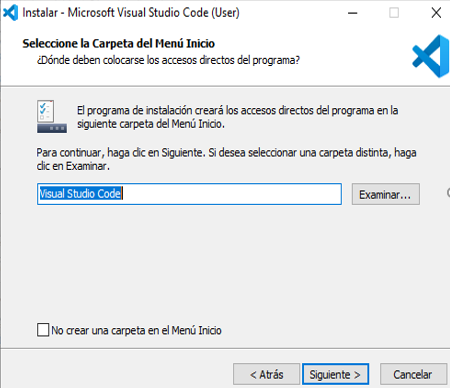 Instalar - Microsoft Visual Studio Code (User)
Seleccione la Carpeta del Menú Inicio
¿Dónde deben colocarse los accesos directos del programa?
El programa de instalación creará los accesos directos del programa en la
siguiente carpeta del Menú Inicio.
Para continuar, haga clic en Siguiente. Si desea seleccionar una carpeta distinta, haga
clic en Examinar.
Visual Studio Code
Examinar...
No crear una carpeta en el Menú Inicio
< Atrás
Siguiente >
Cancelar